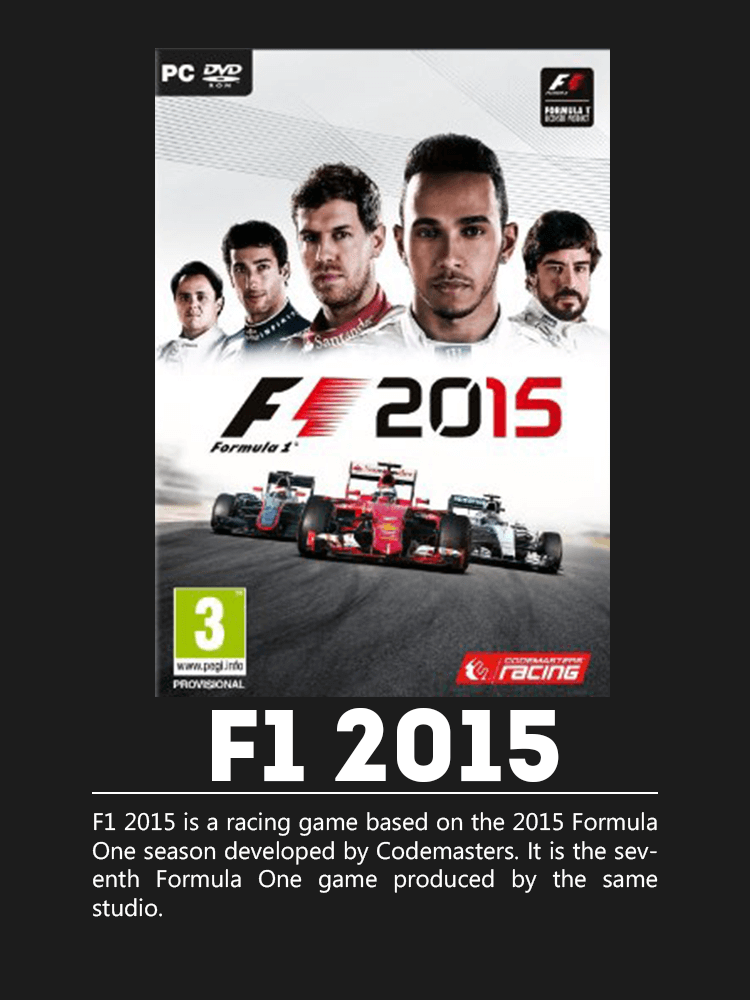 PC DVD
ROM
F1
FORMULA 1
Santander
F1 2015
Formula 1
3
www.pegi.info
PROVISIONAL
CODEMASTERS
racing
F1 2015
F1 2015 is a racing game based on the 2015 Formula
One season developed by Codemasters. It is the sev-
enth Formula One game produced by the same
studio.